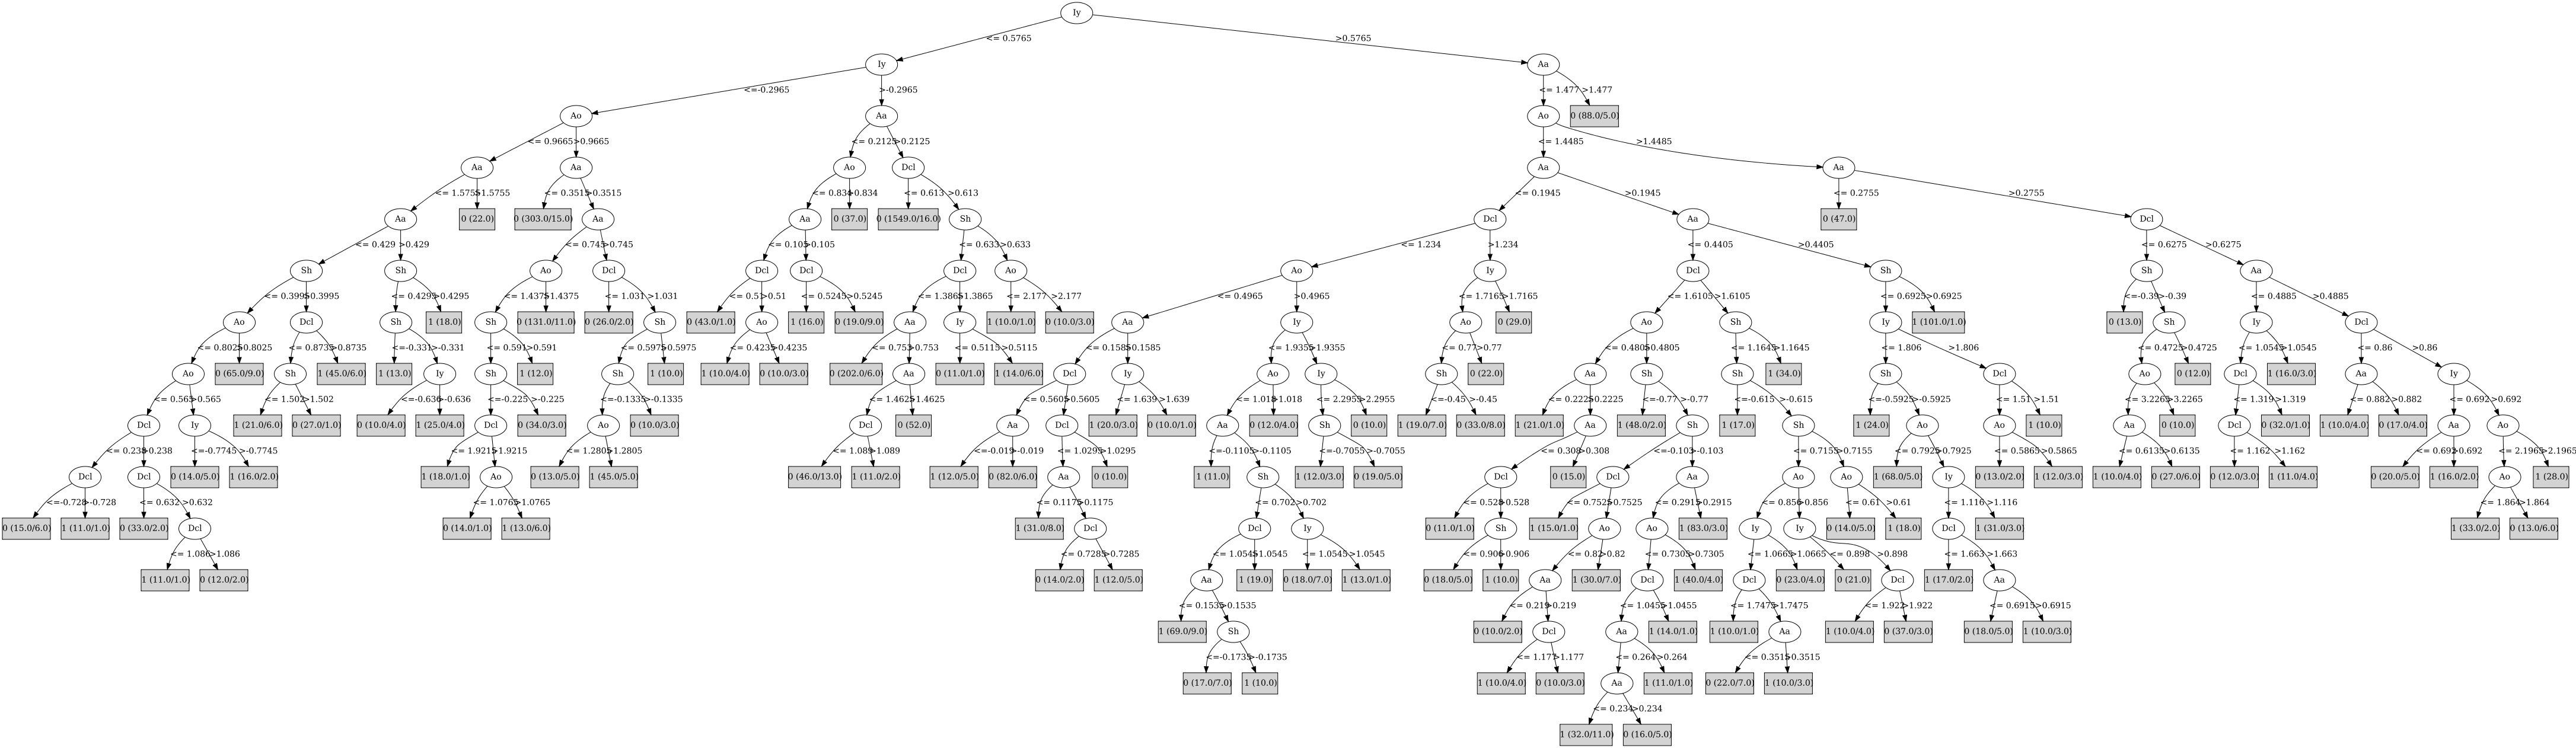 Iy
<= 0.5765 >0.5765
Iy Aa
<=-0.2965 >-0.2965 <= 1.477 >1.477
Ao Aa Ao 0 (88.0/5.0)
<= 0.9665 >0.9665 <= 0.2125 >0.2125 <= 1.4485 >1.4485
Aa Aa Ao Dcl Aa Aa
<= 1.5755 >1.5755 <= 0.3515 >0.3515 <= 0.834 >0.834 <= 0.613 >0.613 <= 0.1945 >0.1945 <= 0.2755 >0.2755
Aa 0 (22.0) 0 (303.0/15.0) Aa Aa 0 (37.0) 0 (1549.0/16.0) Sh Dcl Aa 0 (47.0) Dcl
<= 0.429 >0.429 <= 0.745 >0.745 <= 0.105 >0.105 <= 0.633 >0.633 <= 1.234 >1.234 <= 0.4405 >0.4405 <= 0.6275 >0.6275
Sh Sh Ao Dcl Dcl Dcl Dcl Ao Ao Iy Dcl Sh Sh Aa
<= 0.3995 >0.3995 <= 0.4295 >0.4295 <= 1.4375 >1.4375 <= 1.031 >1.031 <= 0.51 >0.51 <= 0.5245 >0.5245 <= 1.3865 >1.3865 <= 2.177 >2.177 <= 0.4965 >0.4965 <= 1.7165 >1.7165 <= 1.6105 >1.6105 <= 0.6925 >0.6925 <=-0.39 >-0.39 <= 0.4885 >0.4885
Ao Dcl Sh 1 (18.0) Sh 0 (131.0/11.0) 0 (26.0/2.0) Sh 0 (43.0/1.0) Ao 1 (16.0) 0 (19.0/9.0) Aa Iy 1 (10.0/1.0) 0 (10.0/3.0) Aa Iy Ao 0 (29.0) Ao Sh Iy 1 (101.0/1.0) 0 (13.0) Sh Iy Dcl
<= 0.8025 >0.8025 <= 0.8735 >0.8735 <=-0.331 >-0.331 <= 0.591 >0.591 <= 0.5975 >0.5975 <= 0.4235 >0.4235 <= 0.753 >0.753 <= 0.5115 >0.5115 <= 0.1585 >0.1585 <= 1.9355 >1.9355 <= 0.77 >0.77 <= 0.4805 >0.4805 <= 1.1645 >1.1645 <= 1.806 >1.806 <= 0.4725 >0.4725 <= 1.0545 >1.0545 <= 0.86 >0.86
Ao 0 (65.0/9.0) Sh 1 (45.0/6.0) 1 (13.0) Iy Sh 1 (12.0) Sh 1 (10.0) 1 (10.0/4.0) 0 (10.0/3.0) 0 (202.0/6.0) Aa 0 (11.0/1.0) 1 (14.0/6.0) Dcl Iy Ao Iy Sh 0 (22.0) Aa Sh Sh 1 (34.0) Sh Dcl Ao 0 (12.0) Dcl 1 (16.0/3.0) Aa Iy
<= 0.565 >0.565 <= 1.502 >1.502 <=-0.636 >-0.636 <=-0.225 >-0.225 <=-0.1335 >-0.1335 <= 1.4625 >1.4625 <= 0.5605 >0.5605 <= 1.639 >1.639 <= 1.018 >1.018 <= 2.2955 >2.2955 <=-0.45 >-0.45 <= 0.2225 >0.2225 <=-0.77 >-0.77 <=-0.615 >-0.615 <=-0.5925 >-0.5925 <= 1.51 >1.51 <= 3.2265 >3.2265 <= 1.319 >1.319 <= 0.882 >0.882 <= 0.692 >0.692
Dcl Iy 1 (21.0/6.0) 0 (27.0/1.0) 0 (10.0/4.0) 1 (25.0/4.0) Dcl 0 (34.0/3.0) Ao 0 (10.0/3.0) Dcl 0 (52.0) Aa Dcl 1 (20.0/3.0) 0 (10.0/1.0) Aa 0 (12.0/4.0) Sh 0 (10.0) 1 (19.0/7.0) 0 (33.0/8.0) 1 (21.0/1.0) Aa 1 (48.0/2.0) Sh 1 (17.0) Sh 1 (24.0) Ao Ao 1 (10.0) Aa 0 (10.0) Dcl 0 (32.0/1.0) 1 (10.0/4.0) 0 (17.0/4.0) Aa Ao
<= 0.238 >0.238 <=-0.7745 >-0.7745 <= 1.9215 >1.9215 <= 1.2805 >1.2805 <= 1.089 >1.089 <=-0.019 >-0.019 <= 1.0295 >1.0295 <=-0.1105 >-0.1105 <=-0.7055 >-0.7055 <= 0.308 >0.308 <=-0.103 >-0.103 <= 0.7155 >0.7155 <= 0.7925 >0.7925 <= 0.5865 >0.5865 <= 0.6135 >0.6135 <= 1.162 >1.162 <= 0.692 >0.692 <= 2.1965 >2.1965
Dcl Dcl 0 (14.0/5.0) 1 (16.0/2.0) 1 (18.0/1.0) Ao 0 (13.0/5.0) 1 (45.0/5.0) 0 (46.0/13.0) 1 (11.0/2.0) 1 (12.0/5.0) 0 (82.0/6.0) Aa 0 (10.0) 1 (11.0) Sh 1 (12.0/3.0) 0 (19.0/5.0) Dcl 0 (15.0) Dcl Aa Ao Ao 1 (68.0/5.0) Iy 0 (13.0/2.0) 1 (12.0/3.0) 1 (10.0/4.0) 0 (27.0/6.0) 0 (12.0/3.0) 1 (11.0/4.0) 0 (20.0/5.0) 1 (16.0/2.0) Ao 1 (28.0)
<=-0.728 >-0.728 <= 0.632 >0.632 <= 1.0765 >1.0765 <= 0.1175 >0.1175 <= 0.702 >0.702 <= 0.528 >0.528 <= 0.7525 >0.7525 <= 0.2915 >0.2915 <= 0.856 >0.856 <= 0.61 >0.61 <= 1.116 >1.116 <= 1.864 >1.864
0 (15.0/6.0) 1 (11.0/1.0) 0 (33.0/2.0) Dcl 0 (14.0/1.0) 1 (13.0/6.0) 1 (31.0/8.0) Dcl Dcl Iy 0 (11.0/1.0) Sh 1 (15.0/1.0) Ao Ao 1 (83.0/3.0) Iy Iy 0 (14.0/5.0) 1 (18.0) Dcl 1 (31.0/3.0) 1 (33.0/2.0) 0 (13.0/6.0)
<= 1.086 >1.086 <= 0.7285 >0.7285 <= 1.0545 >1.0545 <= 1.0545 >1.0545 <= 0.906 >0.906 <= 0.82 >0.82 <= 0.7305 >0.7305 <= 1.0665 >1.0665 <= 0.898 >0.898 <= 1.663 >1.663
1 (11.0/1.0) 0 (12.0/2.0) 0 (14.0/2.0) 1 (12.0/5.0) Aa 1 (19.0) 0 (18.0/7.0) 1 (13.0/1.0) 0 (18.0/5.0) 1 (10.0) Aa 1 (30.0/7.0) Dcl 1 (40.0/4.0) Dcl 0 (23.0/4.0) 0 (21.0) Dcl 1 (17.0/2.0) Aa
<= 0.1535 >0.1535 <= 0.219 >0.219 <= 1.0455 >1.0455 <= 1.7475 >1.7475 <= 1.922 >1.922 <= 0.6915 >0.6915
1 (69.0/9.0) Sh 0 (10.0/2.0) Dcl Aa 1 (14.0/1.0) 1 (10.0/1.0) Aa 1 (10.0/4.0) 0 (37.0/3.0) 0 (18.0/5.0) 1 (10.0/3.0)
<=-0.1735 >-0.1735 <= 1.177 >1.177 <= 0.264 >0.264 <= 0.3515 >0.3515
0 (17.0/7.0) 1 (10.0) 1 (10.0/4.0) 0 (10.0/3.0) Aa 1 (11.0/1.0) 0 (22.0/7.0) 1 (10.0/3.0)
<= 0.234 >0.234
1 (32.0/11.0) 0 (16.0/5.0)